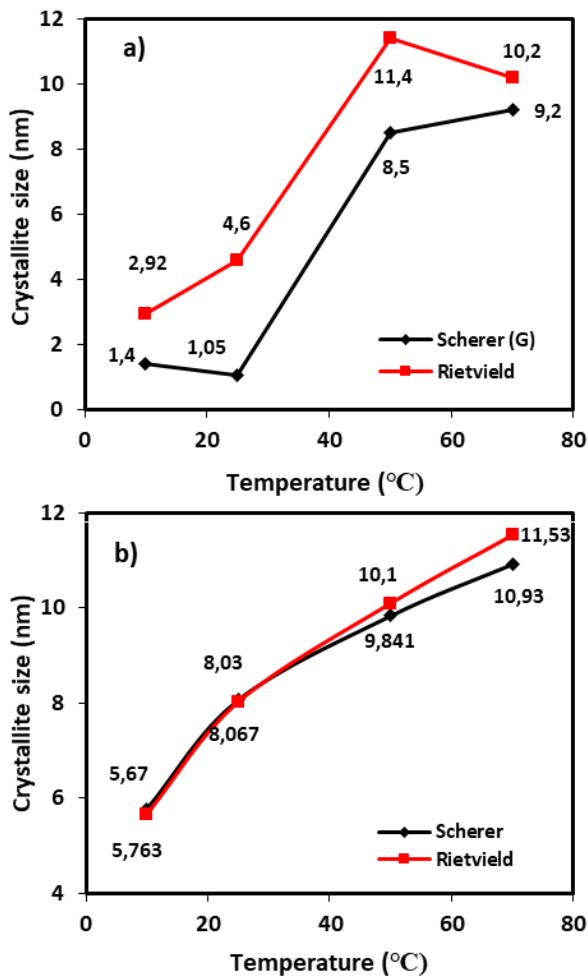 a)
Crystallite size (nm)
12
10
8
6
4
2
0
2,92
4,6
11,4
10,2
1,4
1,05
8,5
9,2
Scherer (G)
Rietvield
0 20 40 60 80
Temperature (°C)
b)
Crystallite size (nm)
12
10
8
6
4
5,67
8,03
10,1
11,53
5,763
8,067
9,841
10,93
Scherer
Rietvield
0 20 40 60 80
Temperature (°C)